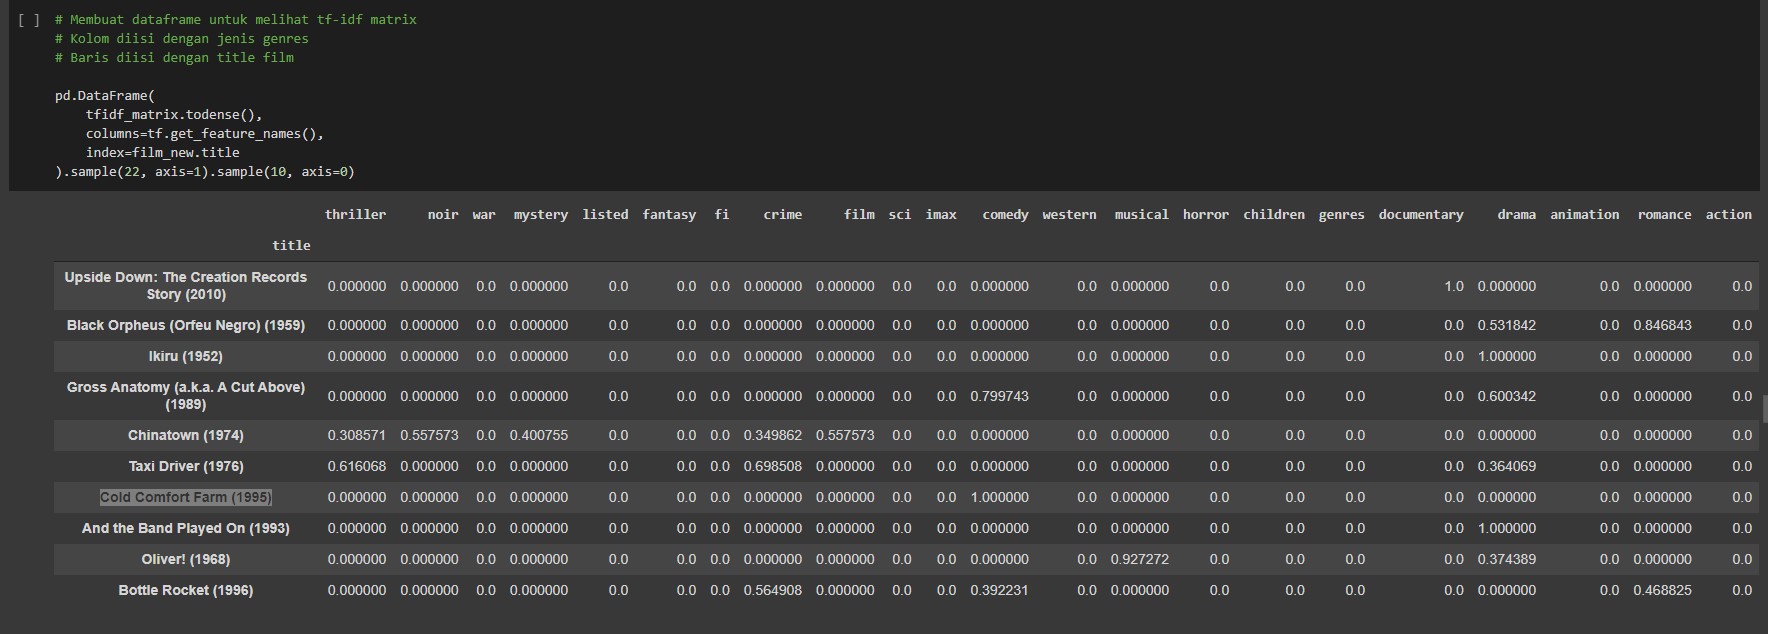 [ ] # Membuat dataframe untuk melihat tf-idf matrix
# Kolom diisi dengan jenis genres
# Baris diisi dengan title film
pd.DataFrame(
tfidf_matrix.todense(),
columns=tf.get_feature_names(),
index=film_new.title
).sample(22, axis=1).sample(10, axis=0)
thriller noir war mystery listed fantasy fi crime film sci imax comedy western musical horror children genres documentary drama animation romance action
title
Upside Down: The Creation Records
Story (2010) 0.000000 0.000000 0.0 0.000000 0.0 0.0 0.0 0.000000 0.000000 0.0 0.0 0.000000 0.0 0.000000 0.0 0.0 0.0 1.0 0.000000 0.0 0.000000 0.0
Black Orpheus (Orfeu Negro) (1959) 0.000000 0.000000 0.0 0.000000 0.0 0.0 0.0 0.000000 0.000000 0.0 0.0 0.000000 0.0 0.000000 0.0 0.0 0.0 0.0 0.531842 0.0 0.846843 0.0
Ikiru (1952) 0.000000 0.000000 0.0 0.000000 0.0 0.0 0.0 0.000000 0.000000 0.0 0.0 0.000000 0.0 0.000000 0.0 0.0 0.0 0.0 1.000000 0.0 0.000000 0.0
Gross Anatomy (a.k.a. A Cut Above)
(1989) 0.000000 0.000000 0.0 0.000000 0.0 0.0 0.0 0.000000 0.000000 0.0 0.0 0.799743 0.0 0.000000 0.0 0.0 0.0 0.0 0.600342 0.0 0.000000 0.0
Chinatown (1974) 0.308571 0.557573 0.0 0.400755 0.0 0.0 0.0 0.349862 0.557573 0.0 0.0 0.000000 0.0 0.000000 0.0 0.0 0.0 0.0 0.000000 0.0 0.000000 0.0
Taxi Driver (1976) 0.616068 0.000000 0.0 0.000000 0.0 0.0 0.0 0.698508 0.000000 0.0 0.0 0.000000 0.0 0.000000 0.0 0.0 0.0 0.0 0.364069 0.0 0.000000 0.0
Cold Comfort Farm (1995) 0.000000 0.000000 0.0 0.000000 0.0 0.0 0.0 0.000000 0.000000 0.0 0.0 1.000000 0.0 0.000000 0.0 0.0 0.0 0.0 0.000000 0.0 0.000000 0.0
And the Band Played On (1993) 0.000000 0.000000 0.0 0.000000 0.0 0.0 0.0 0.000000 0.000000 0.0 0.0 0.000000 0.0 0.000000 0.0 0.0 0.0 0.0 1.000000 0.0 0.000000 0.0
Oliver! (1968) 0.000000 0.000000 0.0 0.000000 0.0 0.0 0.0 0.000000 0.000000 0.0 0.0 0.000000 0.0 0.927272 0.0 0.0 0.0 0.0 0.374389 0.0 0.000000 0.0
Bottle Rocket (1996) 0.000000 0.000000 0.0 0.000000 0.0 0.0 0.0 0.564908 0.000000 0.0 0.0 0.392231 0.0 0.000000 0.0 0.0 0.0 0.0 0.000000 0.0 0.468825 0.0